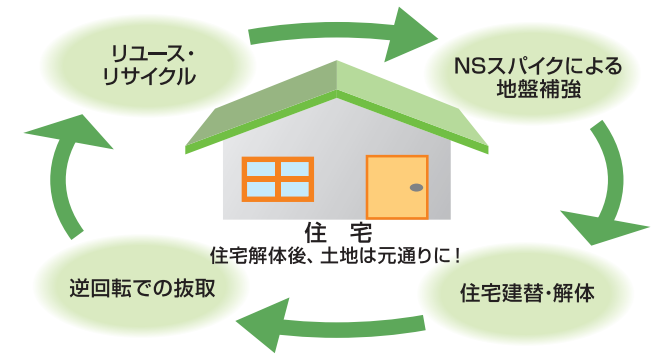 リユース・
リサイクル
NSスパイクによる
地盤補強
住　宅
住宅解体後、土地は元通りに！
逆回転での抜取
住宅建替・解体